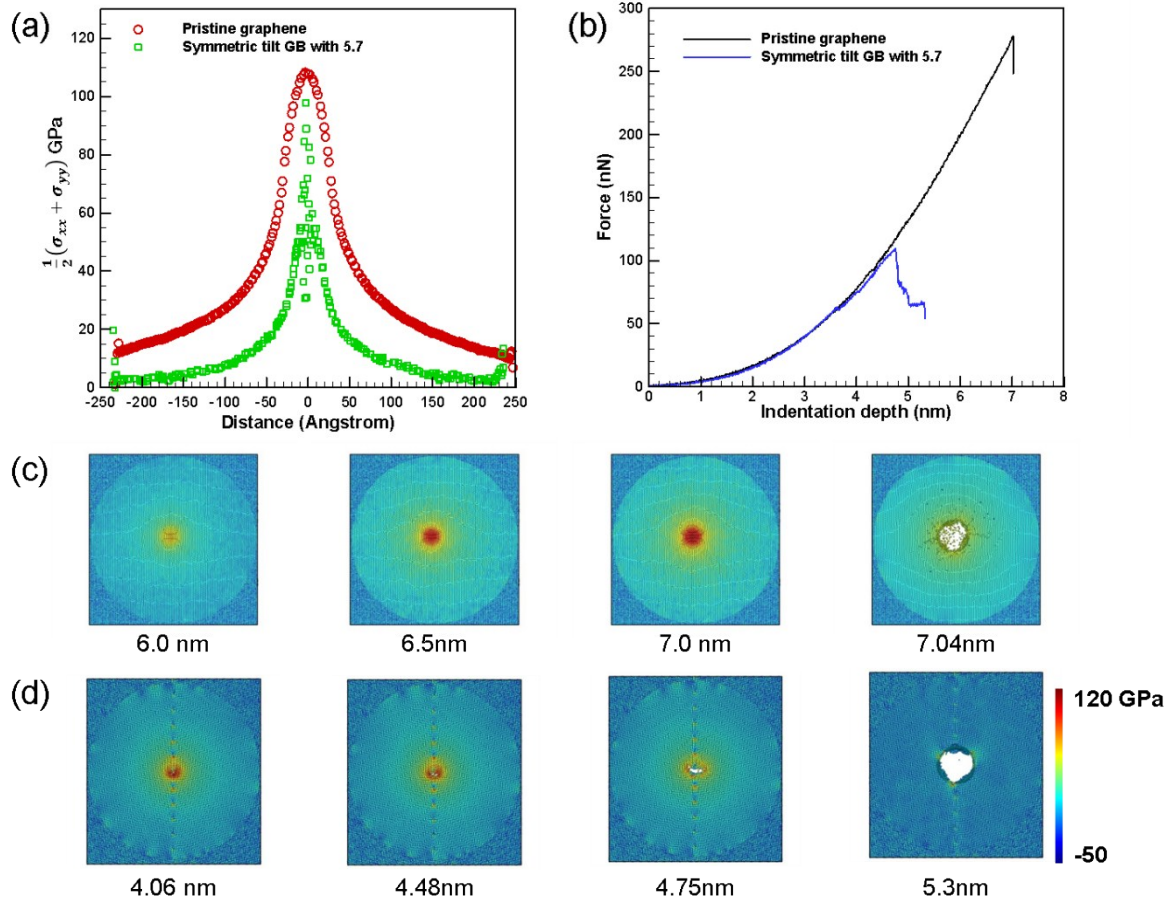 (a)
Pristine graphene
Symmetric tilt GB with 5.7
120
100
80
60
40
20
0
½(σxx + σyy) GPa
-250 -200 -150 -100 -50 0 50 100 150 200 250
Distance (Angstrom)
(b)
Pristine graphene
Symmetric tilt GB with 5.7
300
250
200
150
100
50
0
Force (nN)
0 1 2 3 4 5 6 7 8
Indentation depth (nm)
(c)
6.0 nm 6.5nm 7.0 nm 7.04nm
(d)
120 GPa
-50
4.06 nm 4.48nm 4.75nm 5.3nm